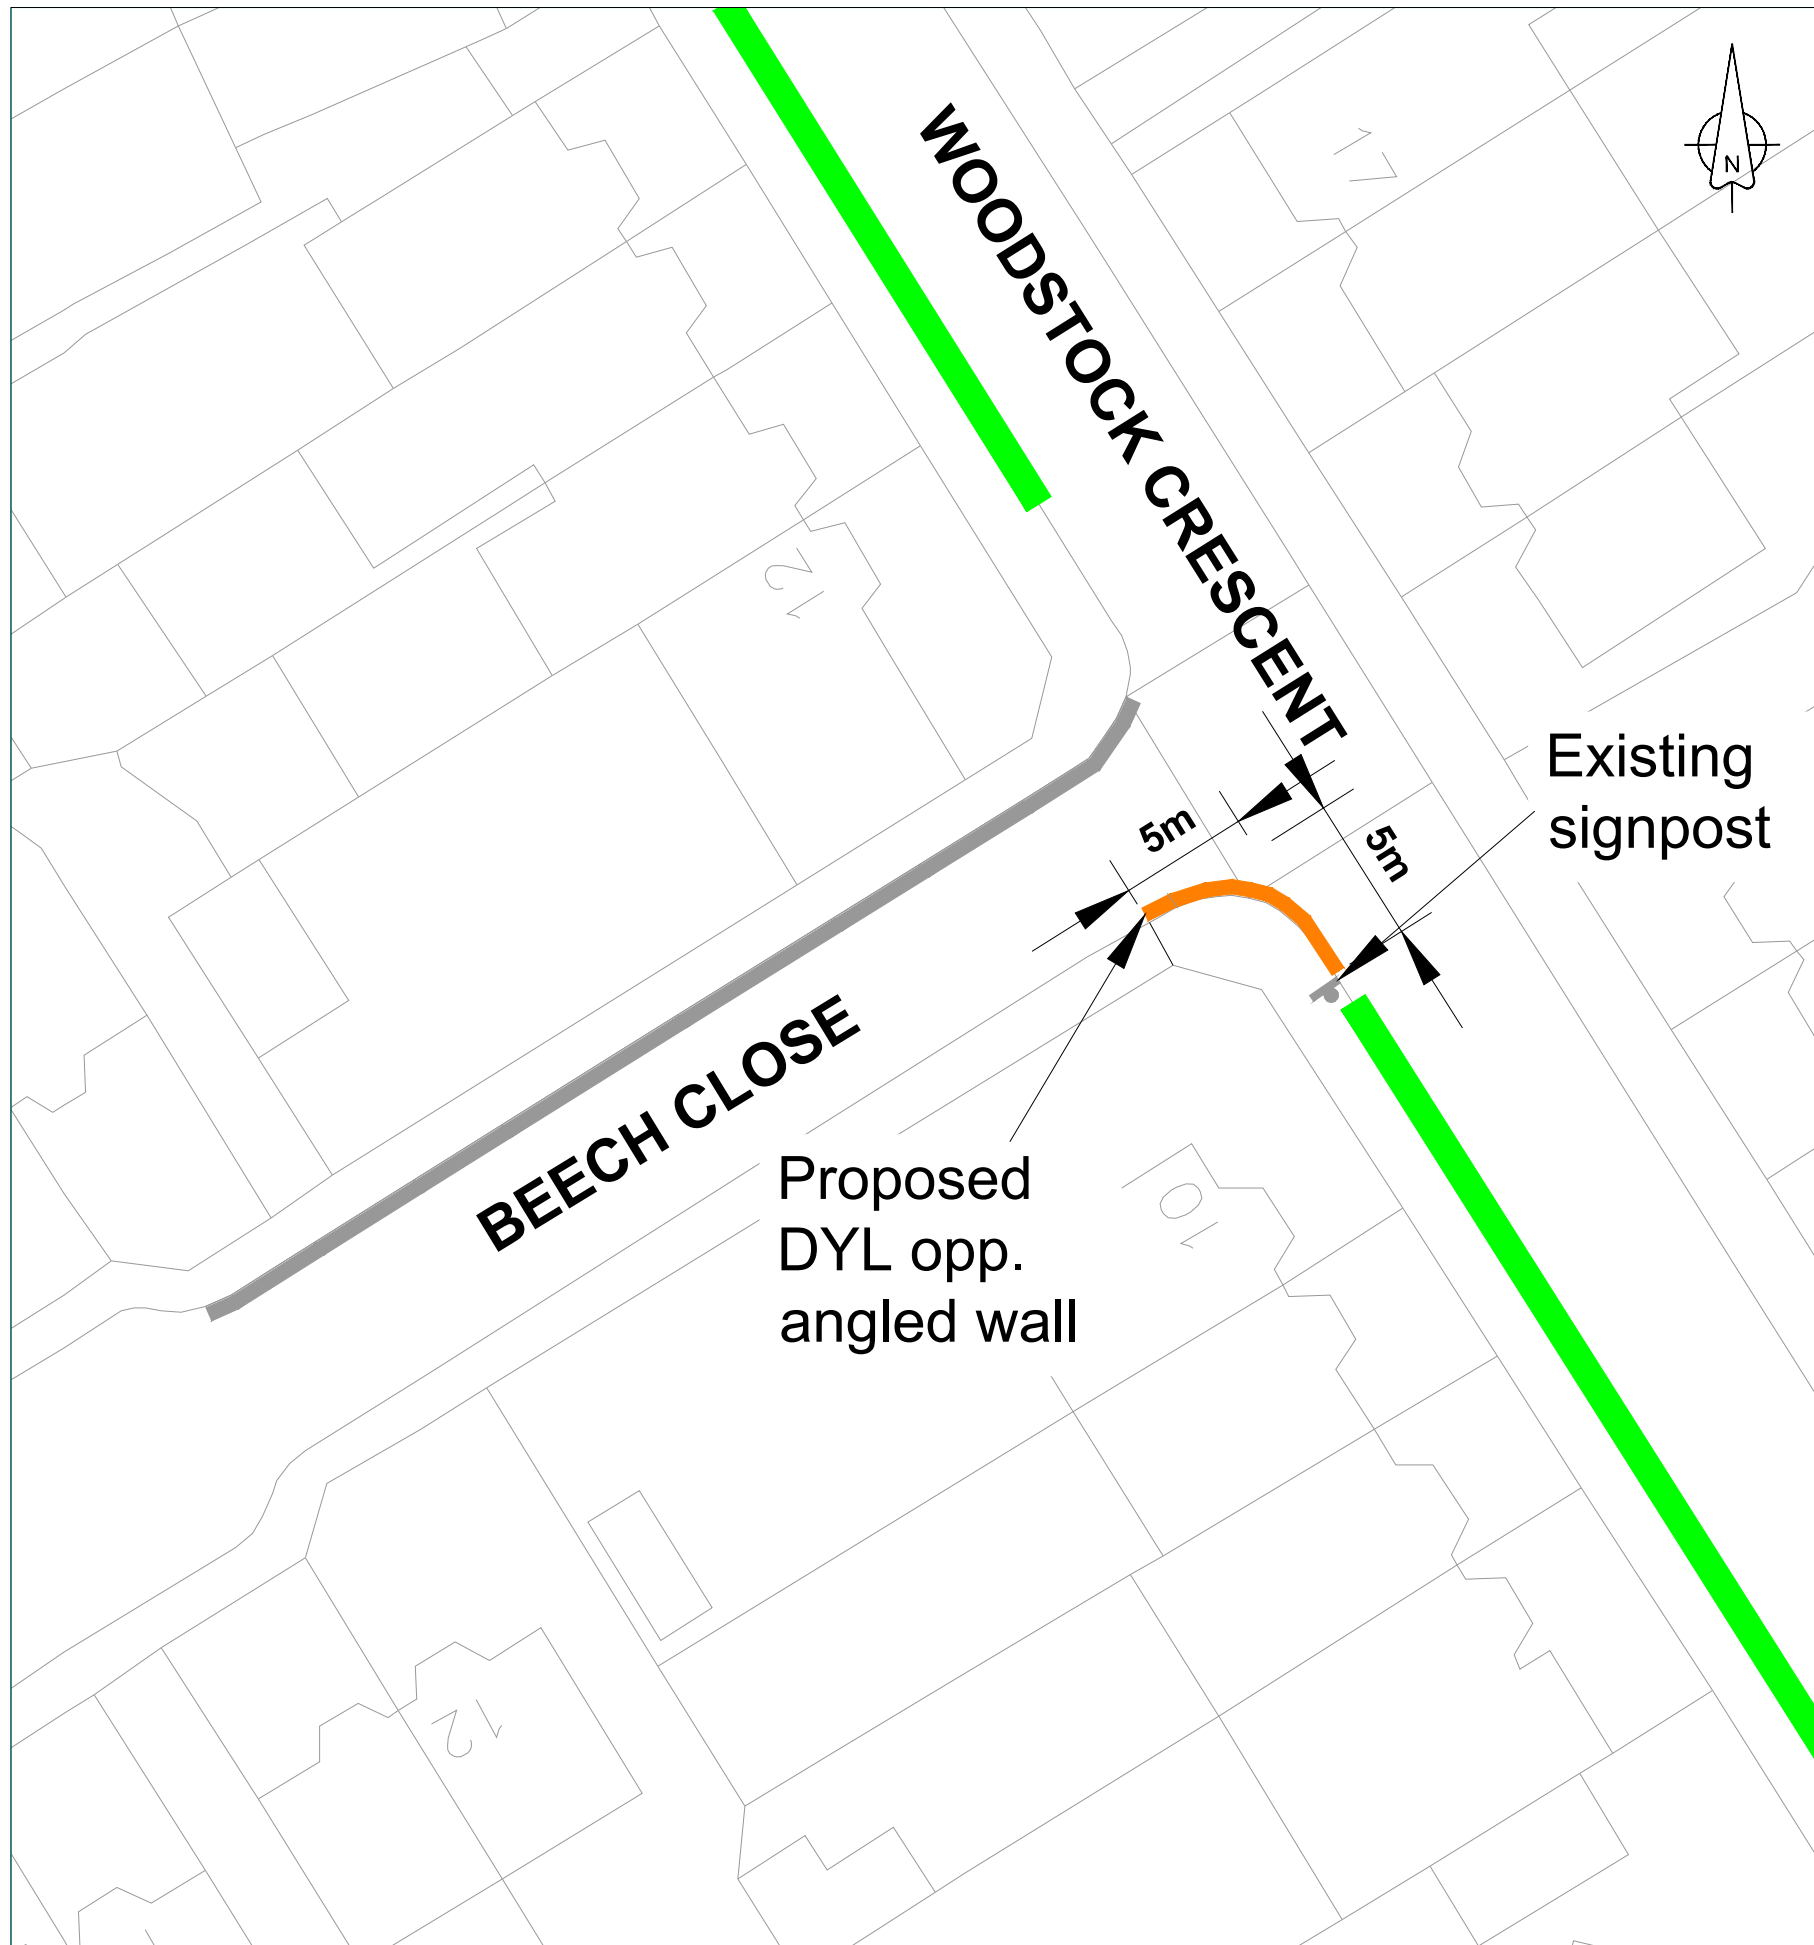 WOODSTOCK CRESCENT
N
17
12
Existing
signpost
5m
5m
BEECH CLOSE
Proposed
DYL opp.
angled wall
10
12